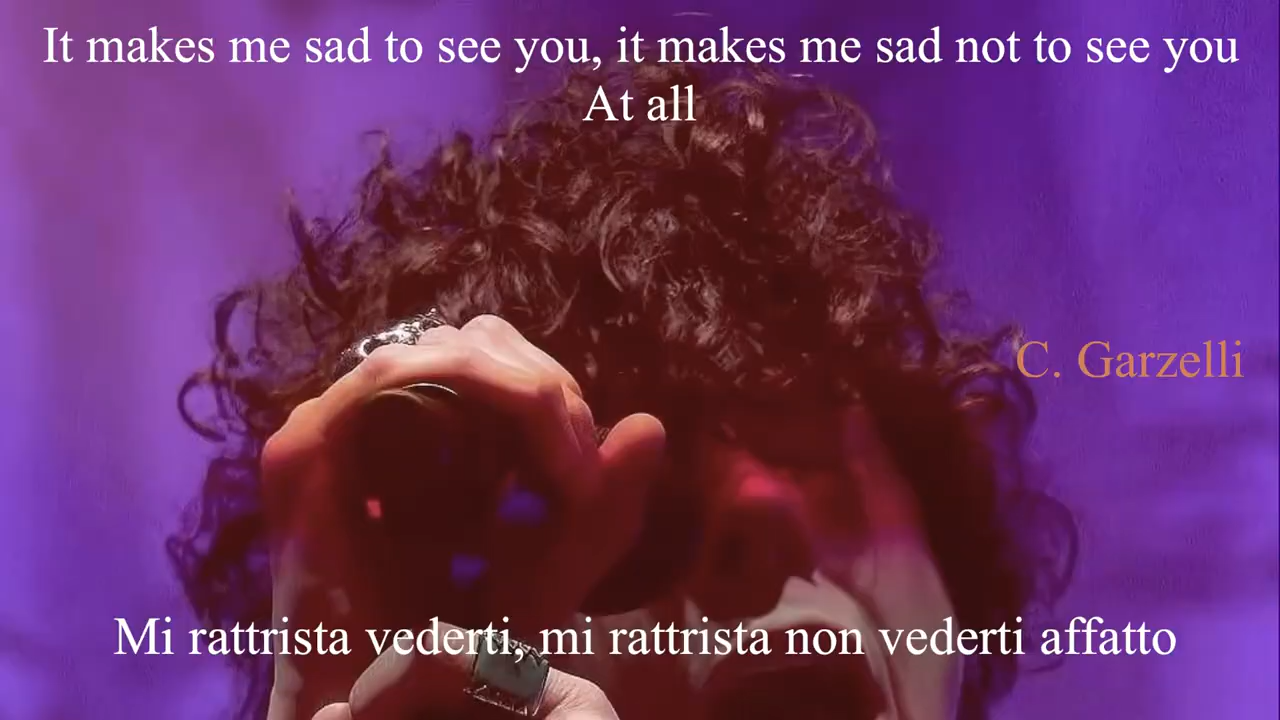 It makes me sad to see you, it makes me sad not to see you
At all
C. Garzelli
Mi rattrista vederti, mi rattrista non vederti affatto